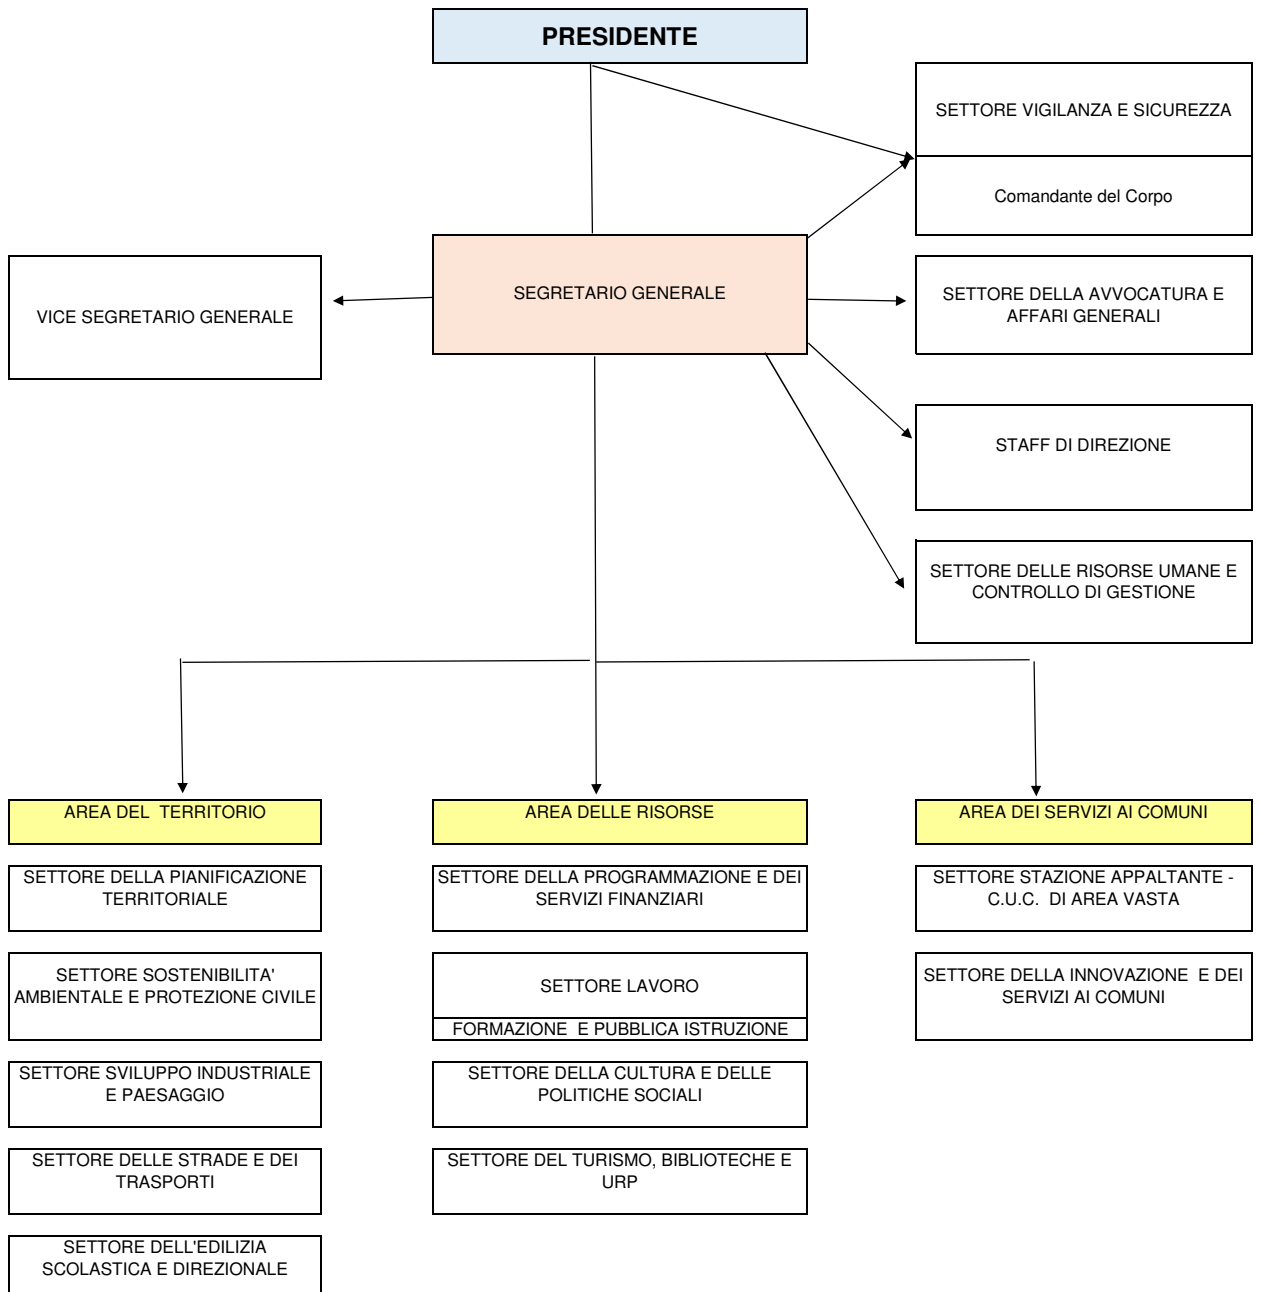 PRESIDENTE
SETTORE VIGILANZA E SICUREZZA
Comandante del Corpo
VICE SEGRETARIO GENERALE
SEGRETARIO GENERALE
SETTORE DELLA AVVOCATURA E
AFFARI GENERALI
STAFF DI DIREZIONE
SETTORE DELLE RISORSE UMANE E
CONTROLLO DI GESTIONE
AREA DEL TERRITORIO
SETTORE DELLA PIANIFICAZIONE
TERRITORIALE
SETTORE SOSTENIBILITA'
AMBIENTALE E PROTEZIONE CIVILE
SETTORE SVILUPPO INDUSTRIALE
E PAESAGGIO
SETTORE DELLE STRADE E DEI
TRASPORTI
SETTORE DELL'EDILIZIA
SCOLASTICA E DIREZIONALE
AREA DELLE RISORSE
SETTORE DELLA PROGRAMMAZIONE E DEI
SERVIZI FINANZIARI
SETTORE LAVORO
FORMAZIONE E PUBBLICA ISTRUZIONE
SETTORE DELLA CULTURA E DELLE
POLITICHE SOCIALI
SETTORE DEL TURISMO, BIBLIOTECHE E
URP
AREA DEI SERVIZI AI COMUNI
SETTORE STAZIONE APPALTANTE -
C.U.C. DI AREA VASTA
SETTORE DELLA INNOVAZIONE E DEI
SERVIZI AI COMUNI